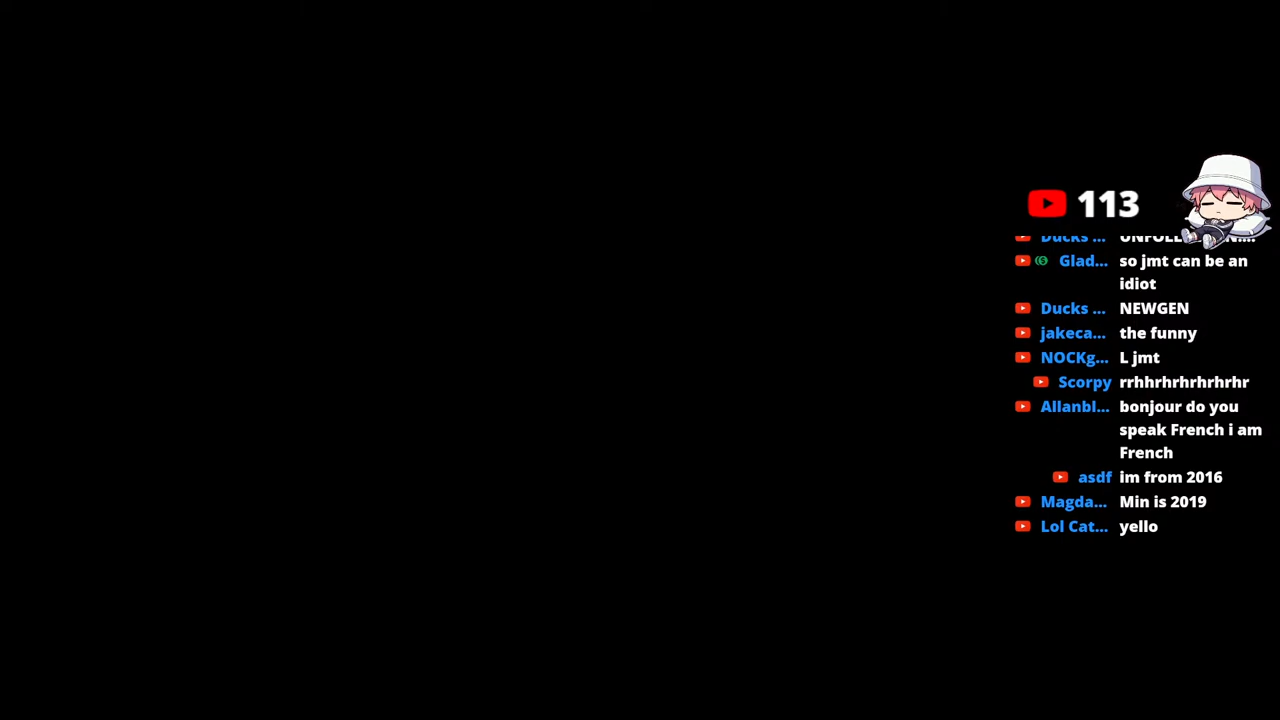 113
Ducks ...
Glad... so jmt can be an
idiot
Ducks ... NEWGEN
jakeca... the funny
NOCKg... L jmt
Scorpy rrhhrhrhrhrhrhr
Allanbl... bonjour do you
speak French i am
French
asdf im from 2016
Magda... Min is 2019
Lol Cat... yello